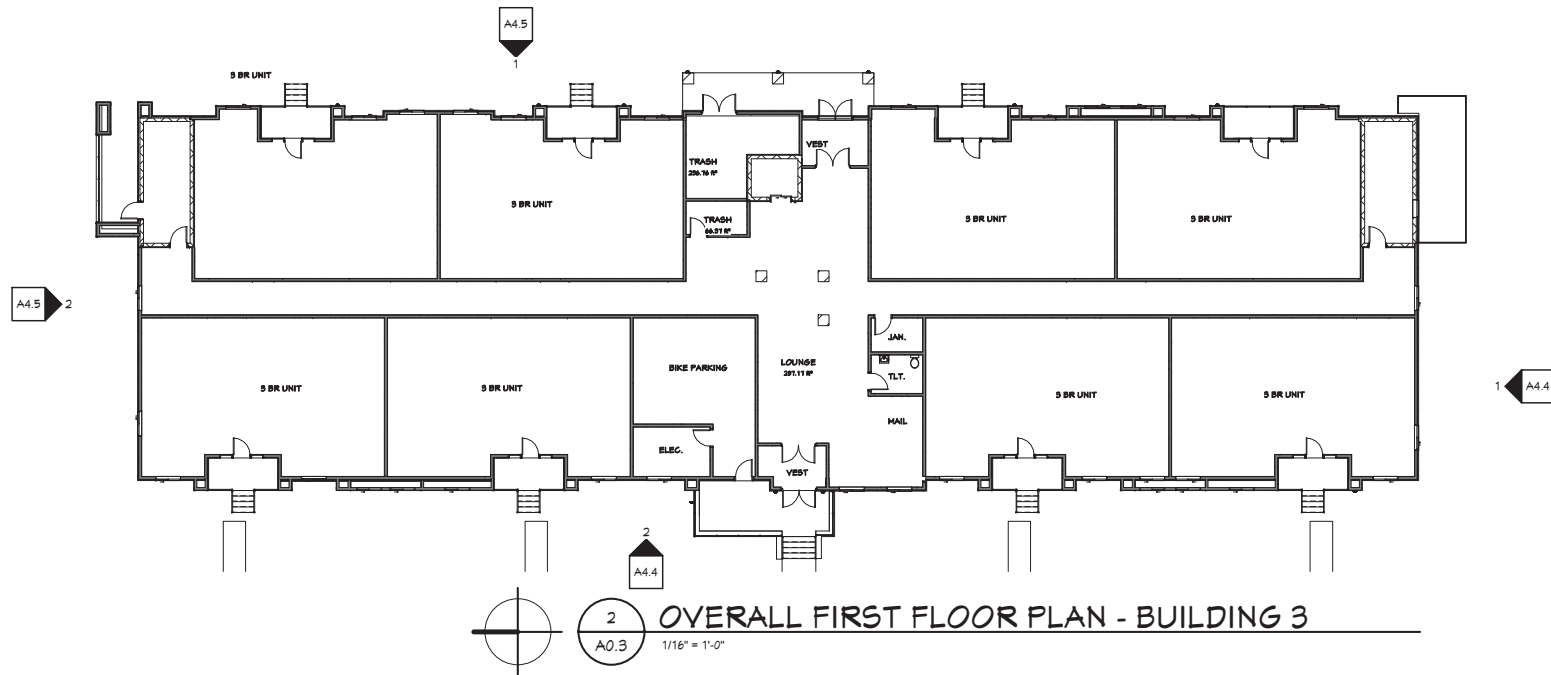 A4.5
1
3 BR UNIT
VEST
TRASH
236.76 ft²
3 BR UNIT
TRASH
66.37 ft²
3 BR UNIT
3 BR UNIT
A4.5
2
JAN.
LOUNGE
BIKE PARKING
TLT.
3 BR UNIT
3 BR UNIT
3 BR UNIT
3 BR UNIT
1
A4.4
MAIL
ELEC.
VEST
2
A4.4
2
A0.3
OVERALL FIRST FLOOR PLAN - BUILDING 3
1/16" = 1'-0"